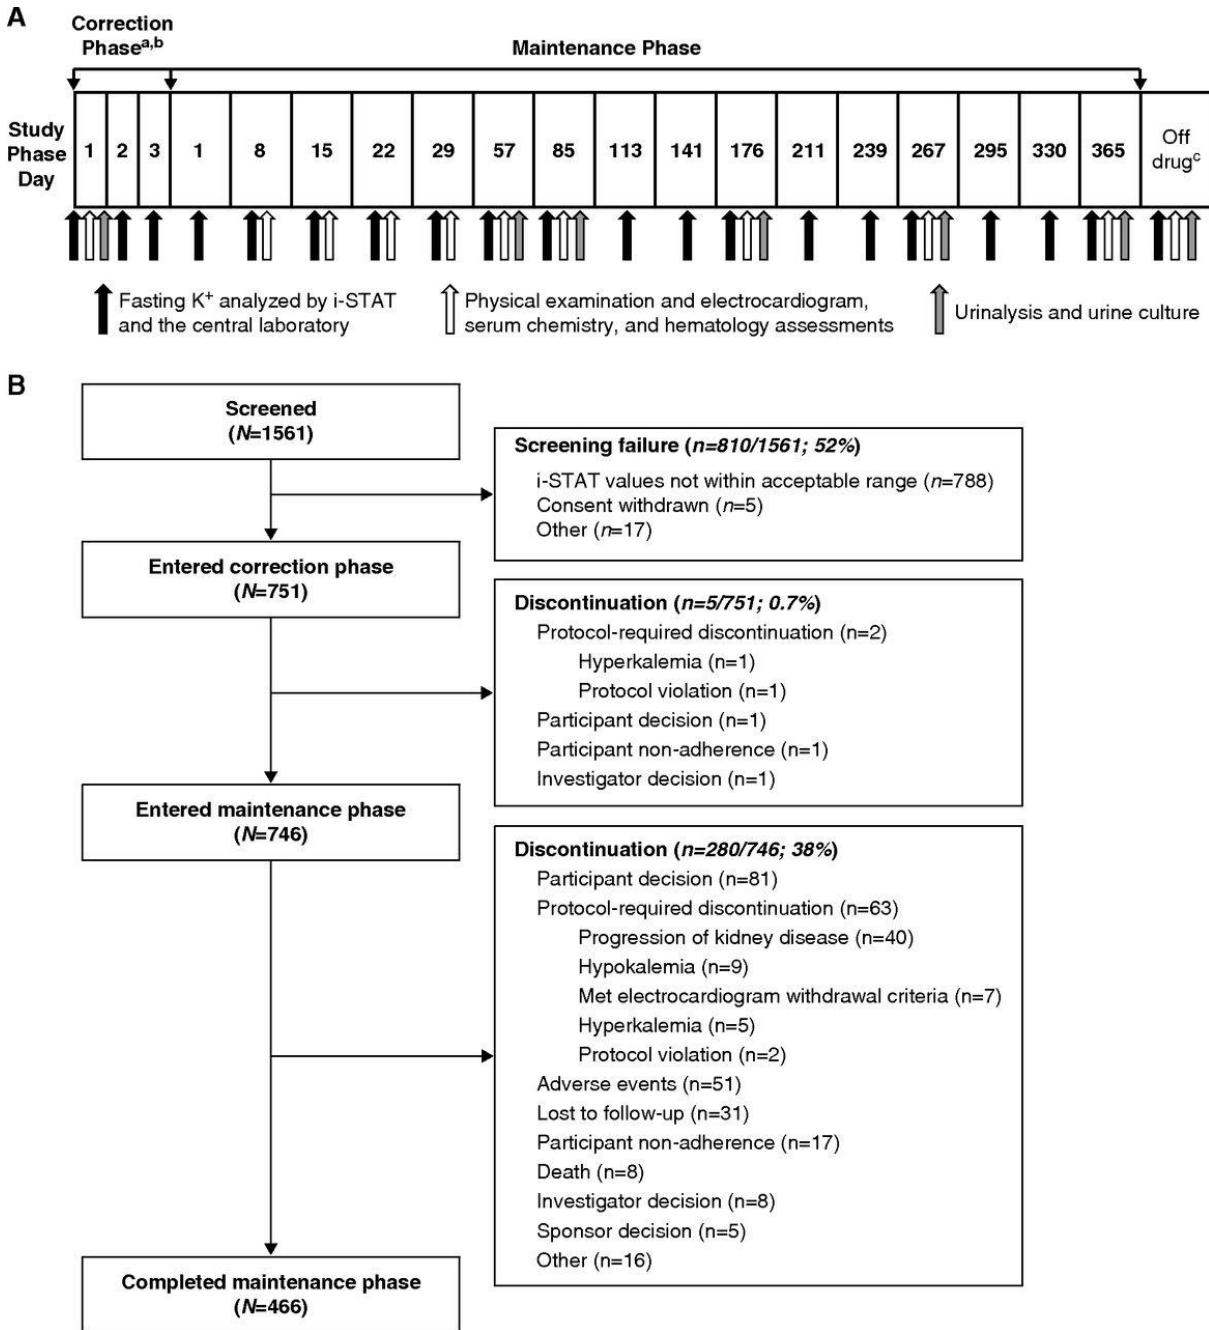 A
Correction
Phase^a,b
Maintenance Phase
Study
Phase
Day
1 2 3 1 8 15 22 29 57 85 113 141 176 211 239 267 295 330 365 Off
drug^c
Fasting K⁺ analyzed by i-STAT
and the central laboratory
Physical examination and electrocardiogram,
serum chemistry, and hematology assessments
Urinalysis and urine culture
B
Screened
(N=1561)
Screening failure (n=810/1561; 52%)
i-STAT values not within acceptable range (n=788)
Consent withdrawn (n=5)
Other (n=17)
Entered correction phase
(N=751)
Discontinuation (n=5/751; 0.7%)
Protocol-required discontinuation (n=2)
Hyperkalemia (n=1)
Protocol violation (n=1)
Participant decision (n=1)
Participant non-adherence (n=1)
Investigator decision (n=1)
Entered maintenance phase
(N=746)
Discontinuation (n=280/746; 38%)
Participant decision (n=81)
Protocol-required discontinuation (n=63)
Progression of kidney disease (n=40)
Hypokalemia (n=9)
Met electrocardiogram withdrawal criteria (n=7)
Hyperkalemia (n=5)
Protocol violation (n=2)
Adverse events (n=51)
Lost to follow-up (n=31)
Participant non-adherence (n=17)
Death (n=8)
Investigator decision (n=8)
Sponsor decision (n=5)
Other (n=16)
Completed maintenance phase
(N=466)